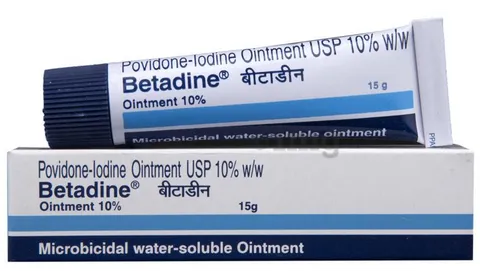 Povidone-Iodine Ointment USP 10% w/w
Betadine® बीटाडीन
Ointment 10% 15 g
Microbicidal water-soluble ointment
Povidone-Iodine Ointment USP 10% w/w
Betadine® बीटाडीन
Ointment 10% 15g
Microbicidal water-soluble Ointment